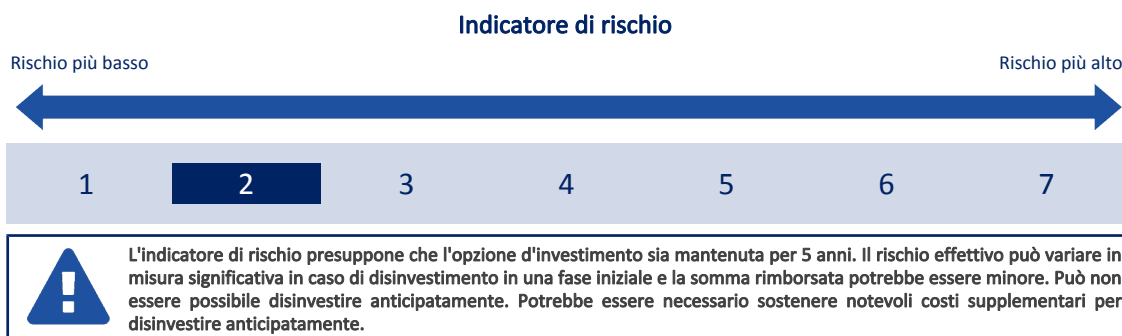 Indicatore di rischio
Rischio più basso Rischio più alto
1 2 3 4 5 6 7
L'indicatore di rischio presuppone che l'opzione d'investimento sia mantenuta per 5 anni. Il rischio effettivo può variare in
misura significativa in caso di disinvestimento in una fase iniziale e la somma rimborsata potrebbe essere minore. Può non
essere possibile disinvestire anticipatamente. Potrebbe essere necessario sostenere notevoli costi supplementari per
disinvestire anticipatamente.